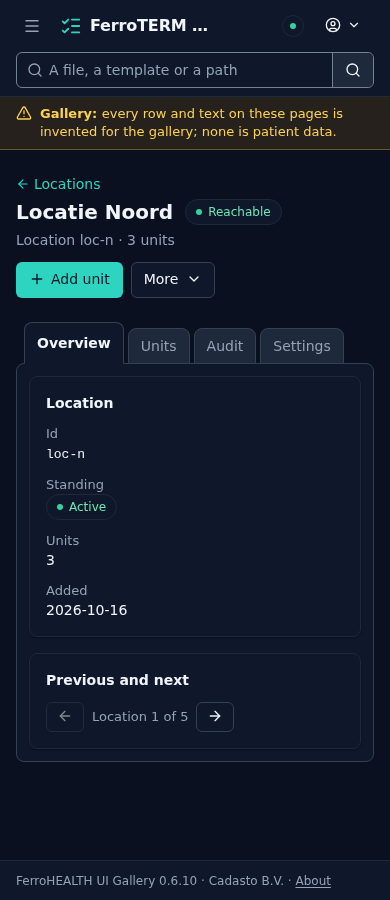 FerroTERM ...
A file, a template or a path
Gallery: every row and text on these pages is
invented for the gallery; none is patient data.
← Locations
Locatie Noord
Reachable
Location loc-n · 3 units
+ Add unit
More
Overview
Units
Audit
Settings
Location
Id
loc-n
Standing
Active
Units
3
Added
2026-10-16
Previous and next
← Location 1 of 5 →
FerroHEALTH UI Gallery 0.6.10 · Cadasto B.V. · About